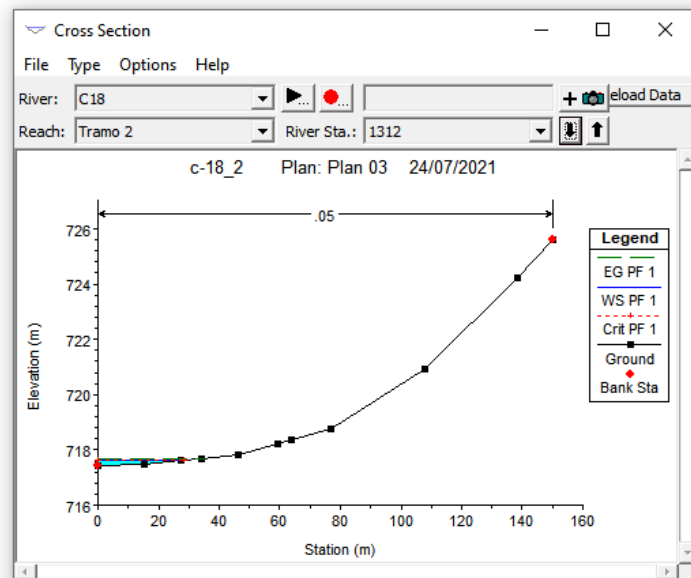 Cross Section
File Type Options Help
River: C18 ... ... + eload Data
Reach: Tramo 2 River Sta.: 1312
c-18_2 Plan: Plan 03 24/07/2021
.05
726
724
722
720
718
716
0 20 40 60 80 100 120 140 160
Elevation (m)
Station (m)
Legend
EG PF 1
WS PF 1
Crit PF 1
Ground
Bank Sta